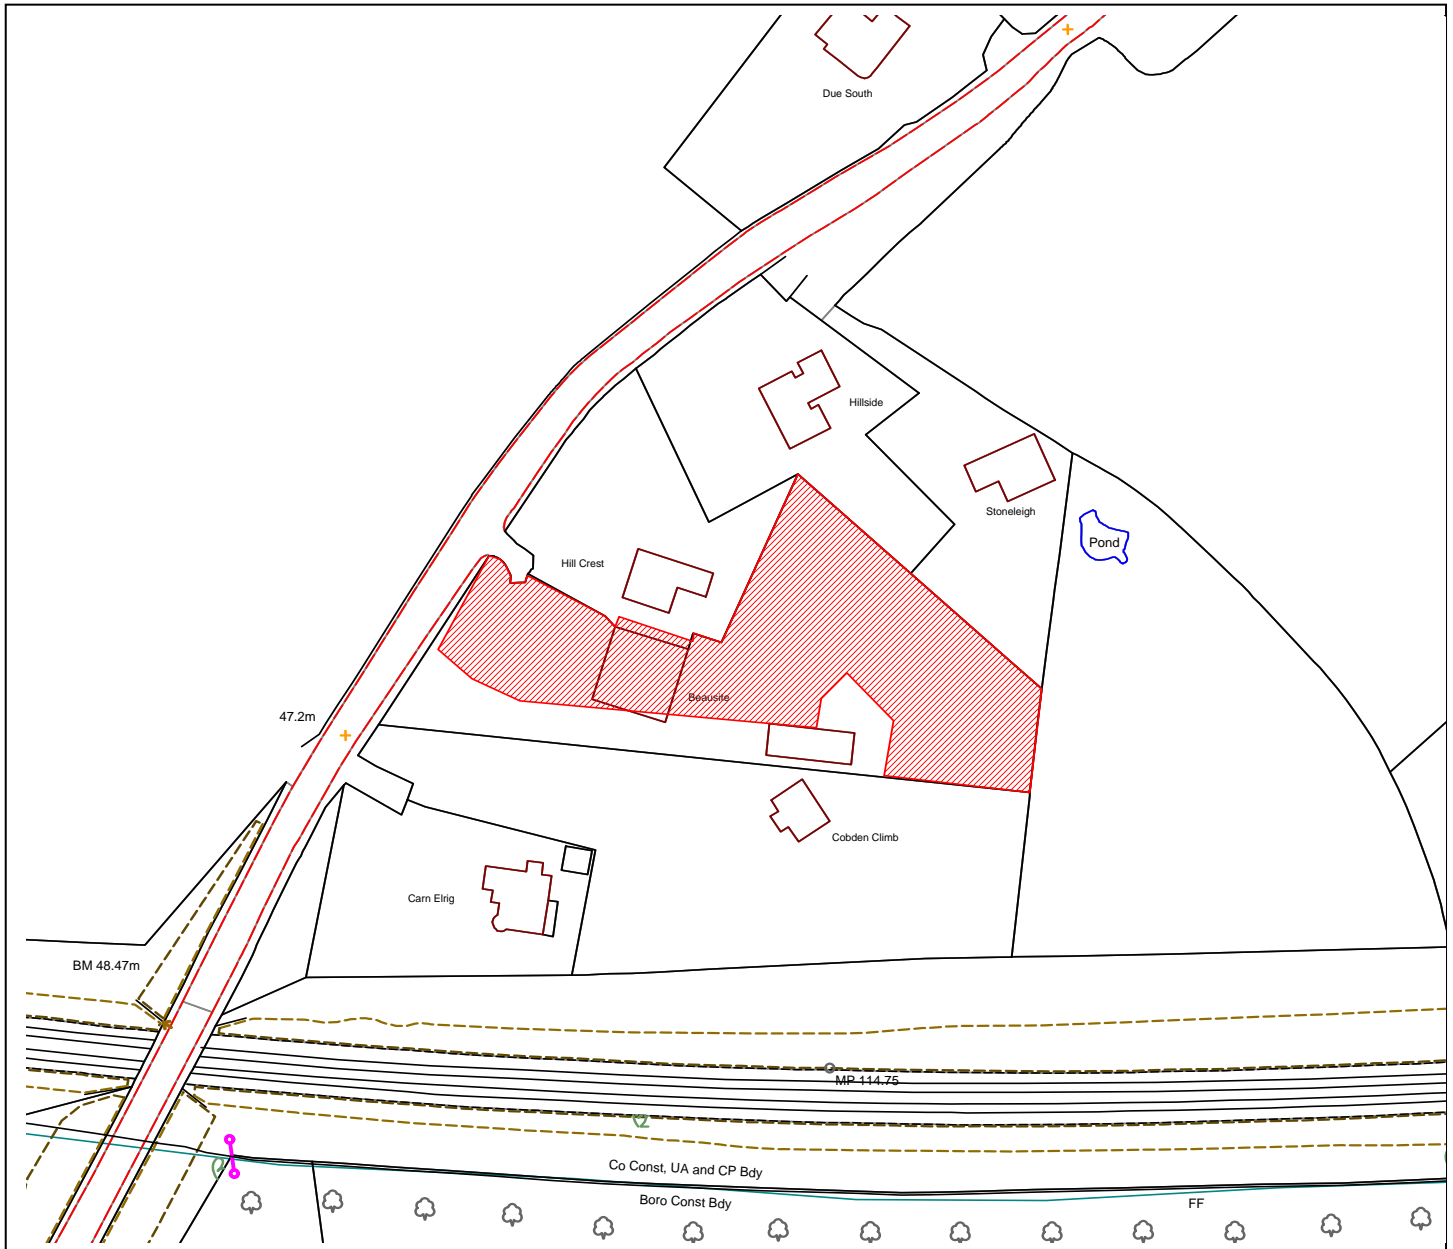 Due South
Hillside
Stoneleigh
Pond
Hill Crest
Beausite
47.2m
Cobden Climb
Carn Elrig
BM 48.47m
MP 114.75
Co Const, UA and CP Bdy
Boro Const Bdy
FF